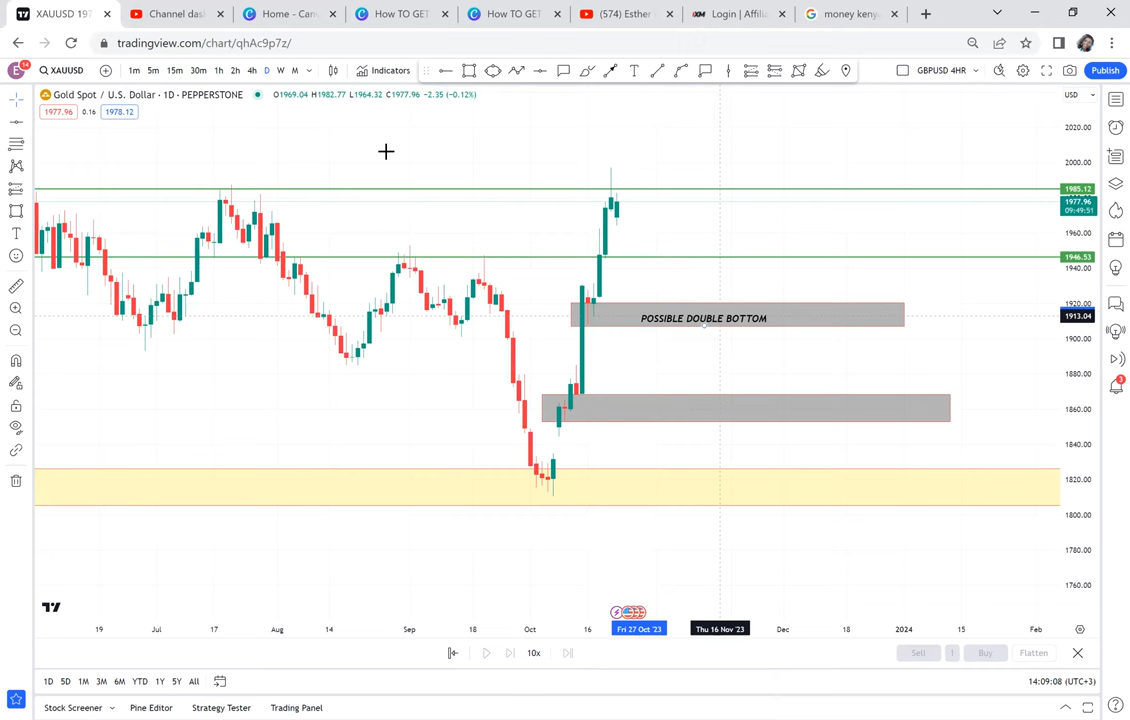 XAUUSD 197
Channel das
Home - Can
How TO GET
How TO GET
(574) Esther
Login | Affilia
money keny
tradingview.com/chart/qhAc9p7z/
E 14 XAUUSD 1m 5m 15m 30m 1h 2h 4h D W M Indicators T GBPUSD 4HR Publish
Gold Spot / U.S. Dollar · 1D · PEPPERSTONE O1969.04 H1982.77 L1964.32 C1977.96 −2.35 (−0.12%) USD
1977.96 0.16 1978.12
2020.00
2000.00
1985.12
1977.96
09:49:51
1960.00
1946.53
1940.00
1920.00
POSSIBLE DOUBLE BOTTOM
1913.04
1900.00
1880.00
1860.00
3
1840.00
1820.00
1800.00
1780.00
1760.00
19 Jul 17 Aug 14 Sep 18 Oct 16 Fri 27 Oct '23 Thu 16 Nov '23 Dec 18 2024 15 Feb
10x Sell 1 Buy Flatten
1D 5D 1M 3M 6M YTD 1Y 5Y All 14:09:08 (UTC+3)
Stock Screener Pine Editor Strategy Tester Trading Panel